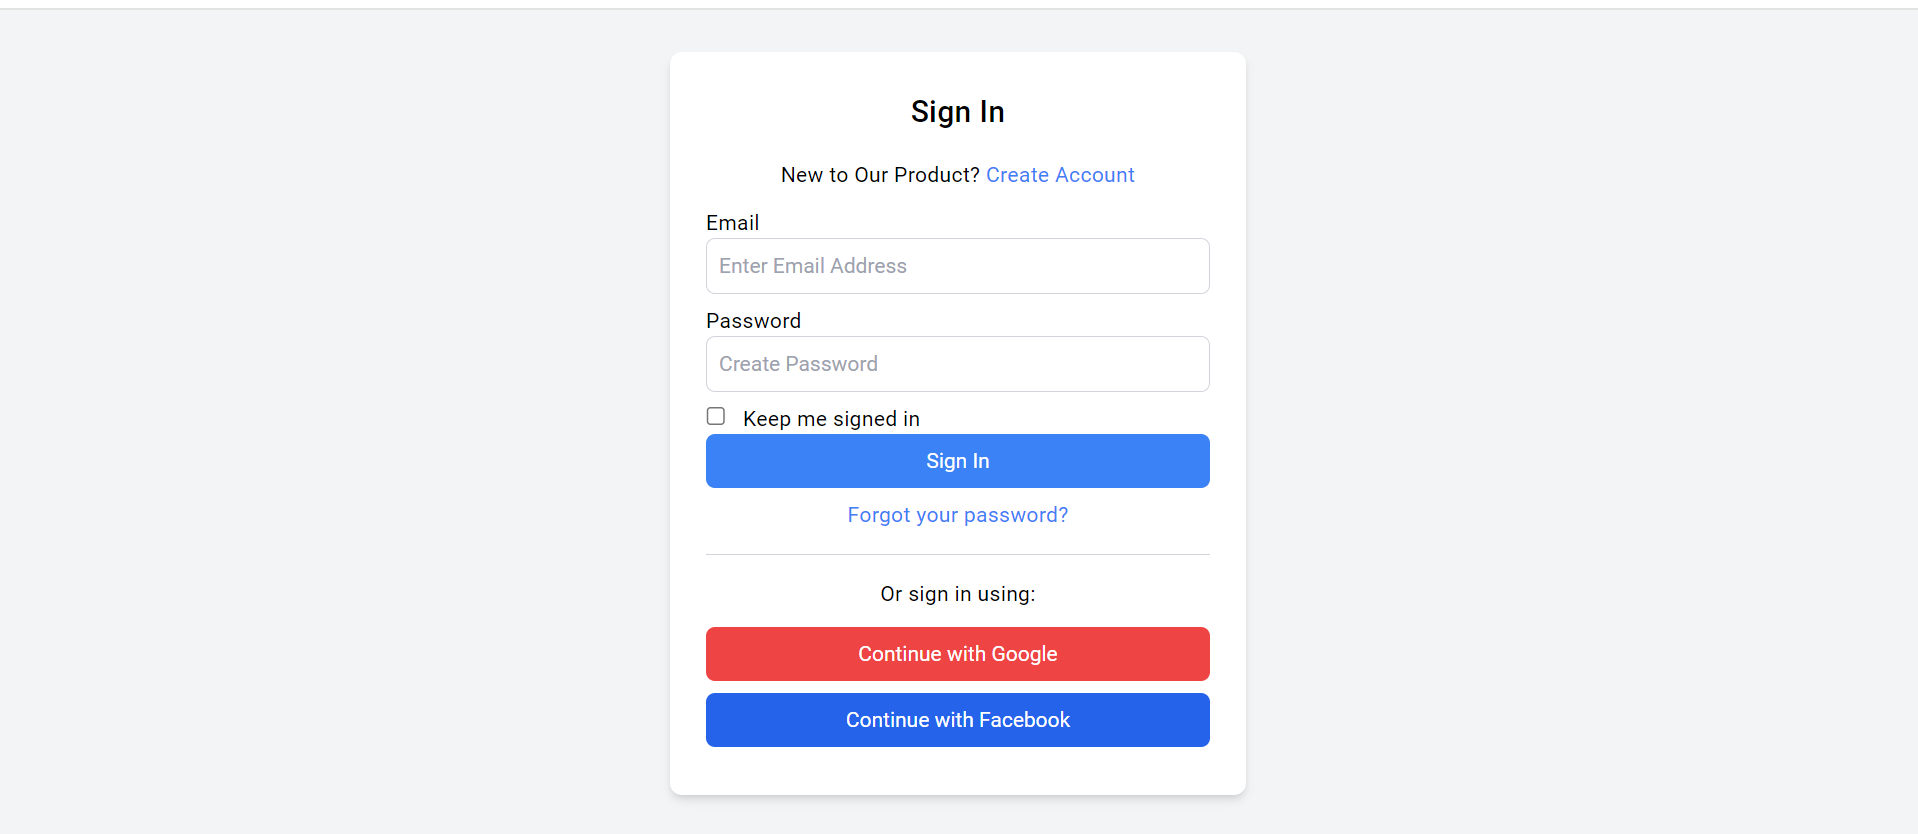 Sign In
New to Our Product? Create Account
Email
Enter Email Address
Password
Create Password
Keep me signed in
Sign In
Forgot your password?
Or sign in using:
Continue with Google
Continue with Facebook